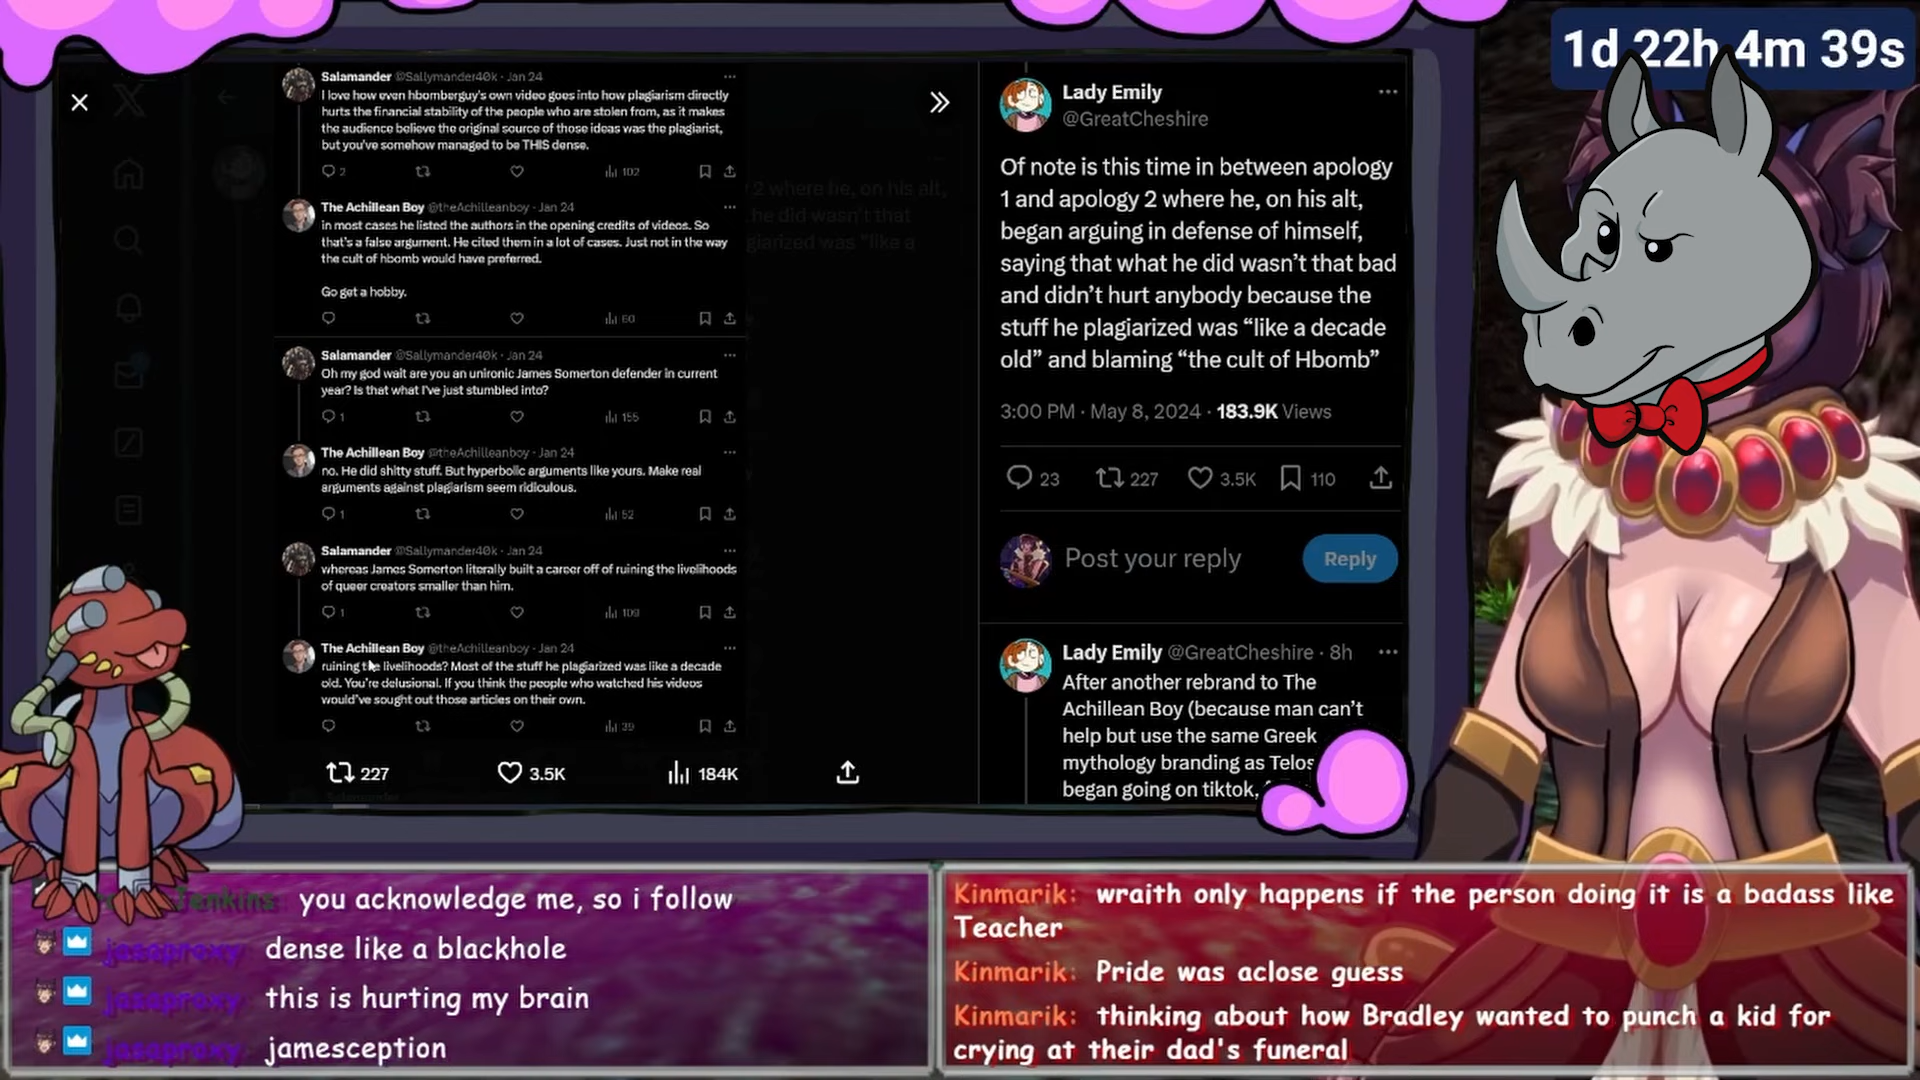 1d 22h 4m 39s
Salamander @Sallymander40k · Jan 24
I love how even hbomberguy's own video goes into how plagiarism directly
hurts the financial stability of the people who are stolen from, as it makes
the audience believe the original source of those ideas was the plagiarist,
but you've somehow managed to be THIS dense.
2 102
The Achillean Boy @theAchilleanboy · Jan 24
in most cases he listed the authors in the opening credits of videos. So
that's a false argument. He cited them in a lot of cases. Just not in the way
the cult of hbomb would have preferred.
Go get a hobby.
60
Salamander @Sallymander40k · Jan 24
Oh my god wait are you an unironic James Somerton defender in current
year? Is that what I've just stumbled into?
1 155
The Achillean Boy @theAchilleanboy · Jan 24
no. He did shitty stuff. But hyperbolic arguments like yours. Make real
arguments against plagiarism seem ridiculous.
1 52
Salamander @Sallymander40k · Jan 24
whereas James Somerton literally built a career off of ruining the livelihoods
of queer creators smaller than him.
1 109
The Achillean Boy @theAchilleanboy · Jan 24
ruining the livelihoods? Most of the stuff he plagiarized was like a decade
old. You're delusional. If you think the people who watched his videos
would've sought out those articles on their own.
39
227 3.5K 184K
2 where he, on his alt,
he did wasn't that
giarized was "like a
Lady Emily
@GreatCheshire
Of note is this time in between apology
1 and apology 2 where he, on his alt,
began arguing in defense of himself,
saying that what he did wasn't that bad
and didn't hurt anybody because the
stuff he plagiarized was "like a decade
old" and blaming "the cult of Hbomb"
3:00 PM · May 8, 2024 · 183.9K Views
23 227 3.5K 110
Post your reply Reply
Lady Emily @GreatCheshire · 8h
After another rebrand to The
Achillean Boy (because man can't
help but use the same Greek
mythology branding as Telos
began going on tiktok,
Jenkins: you acknowledge me, so i follow
jasaproxy: dense like a blackhole
jasaproxy: this is hurting my brain
jasaproxy: jamesception
Kinmarik: wraith only happens if the person doing it is a badass like
Teacher
Kinmarik: Pride was aclose guess
Kinmarik: thinking about how Bradley wanted to punch a kid for
crying at their dad's funeral